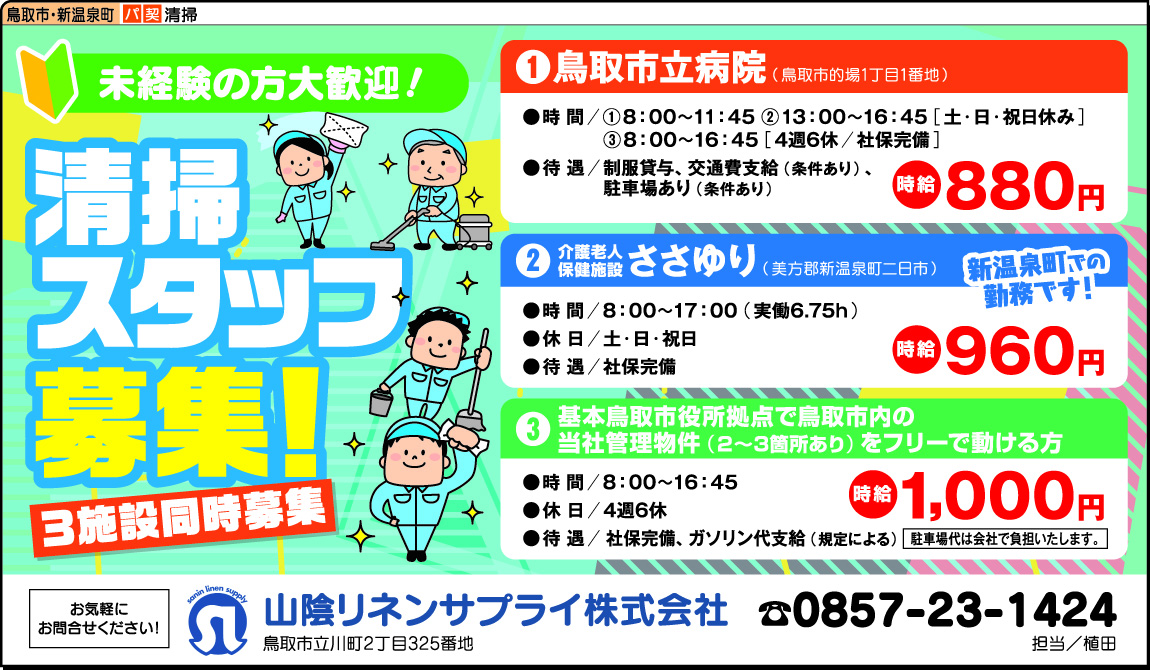 鳥取市・新温泉町 パ 契 清掃
未経験の方大歓迎！
清掃
スタッフ
募集！
3施設同時募集
①鳥取市立病院（鳥取市的場1丁目1番地）
●時間／①8：00〜11：45 ②13：00〜16：45［土・日・祝日休み］
③8：00〜16：45［4週6休／社保完備］
●待遇／制服貸与、交通費支給（条件あり）、
駐車場あり（条件あり）
時給880円
②介護老人
保健施設 ささゆり（美方郡新温泉町二日市）
新温泉町での
勤務です！
●時間／8：00〜17：00（実働6.75h）
●休日／土・日・祝日
●待遇／社保完備
時給960円
③基本鳥取市役所拠点で鳥取市内の
当社管理物件（2〜3箇所あり）をフリーで動ける方
●時間／8：00〜16：45
●休日／4週6休
時給1,000円
●待遇／社保完備、ガソリン代支給（規定による） 駐車場代は会社で負担いたします。
お気軽に
お問合せください！
sanin linen supply
山陰リネンサプライ株式会社
鳥取市立川町2丁目325番地
☎0857-23-1424
担当／植田